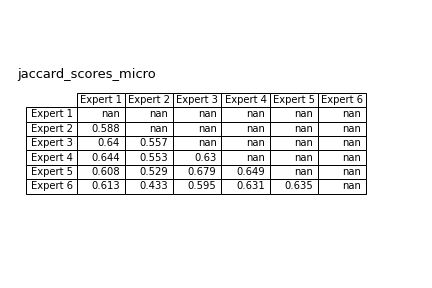 jaccard_scores_micro
Expert 1 Expert 2 Expert 3 Expert 4 Expert 5 Expert 6
Expert 1 nan nan nan nan nan nan
Expert 2 0.588 nan nan nan nan nan
Expert 3 0.64 0.557 nan nan nan nan
Expert 4 0.644 0.553 0.63 nan nan nan
Expert 5 0.608 0.529 0.679 0.649 nan nan
Expert 6 0.613 0.433 0.595 0.631 0.635 nan